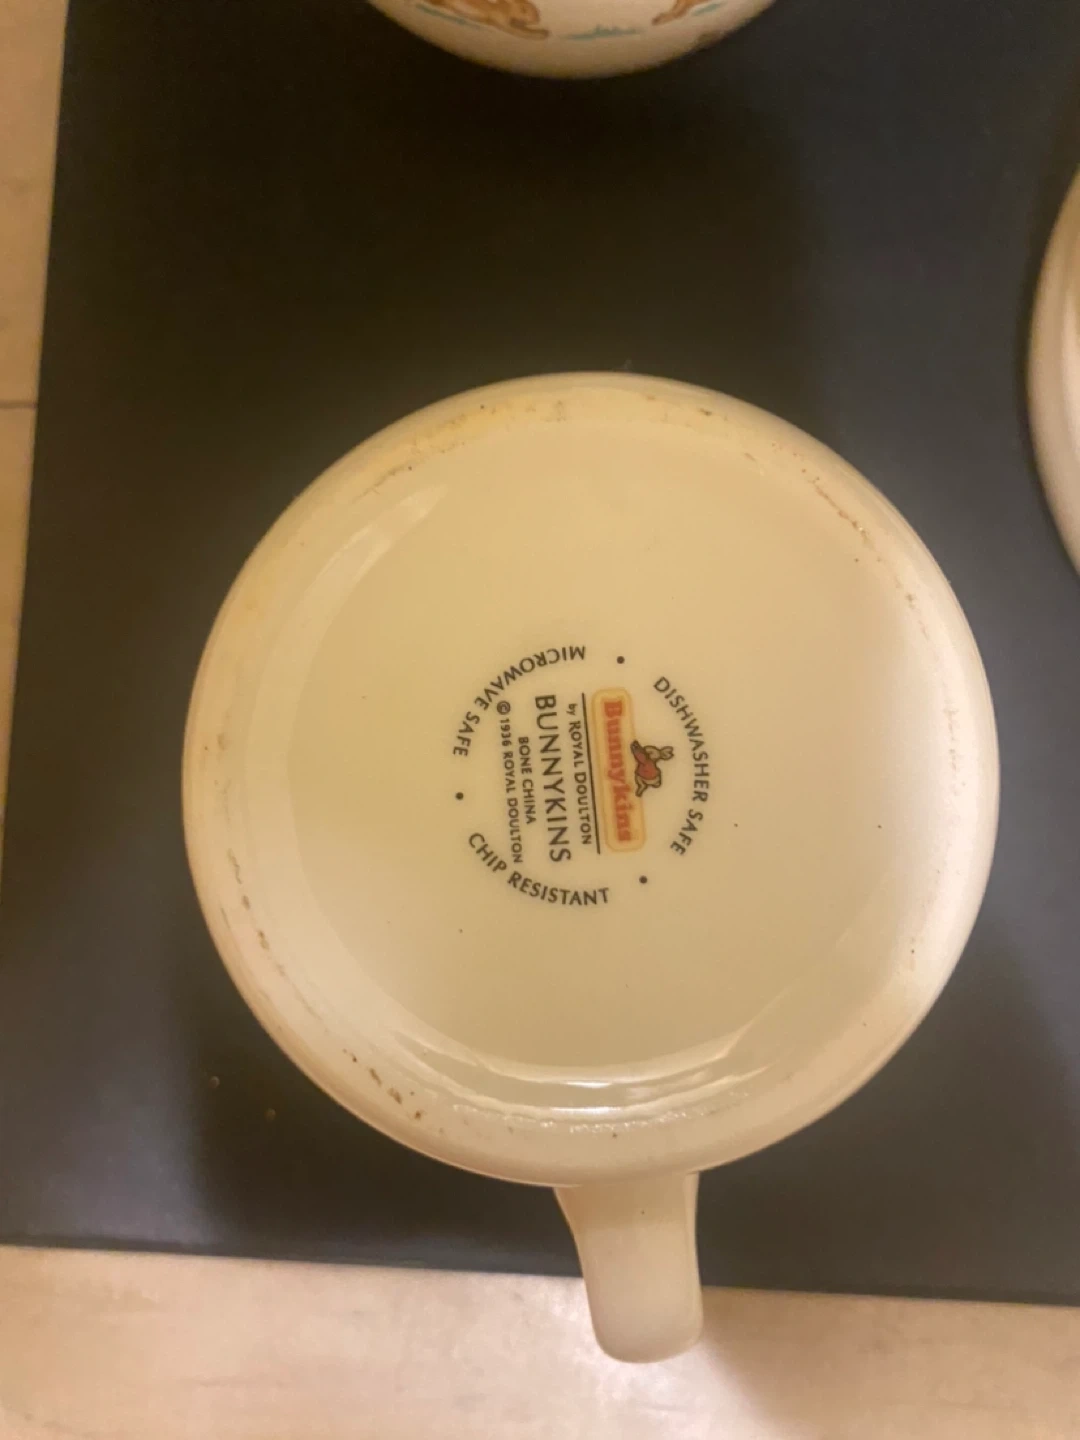 DISHWASHER SAFE
Bunnykins
by ROYAL DOULTON
BUNNYKINS
BONE CHINA
© 1936 ROYAL DOULTON
MICROWAVE SAFE
CHIP RESISTANT